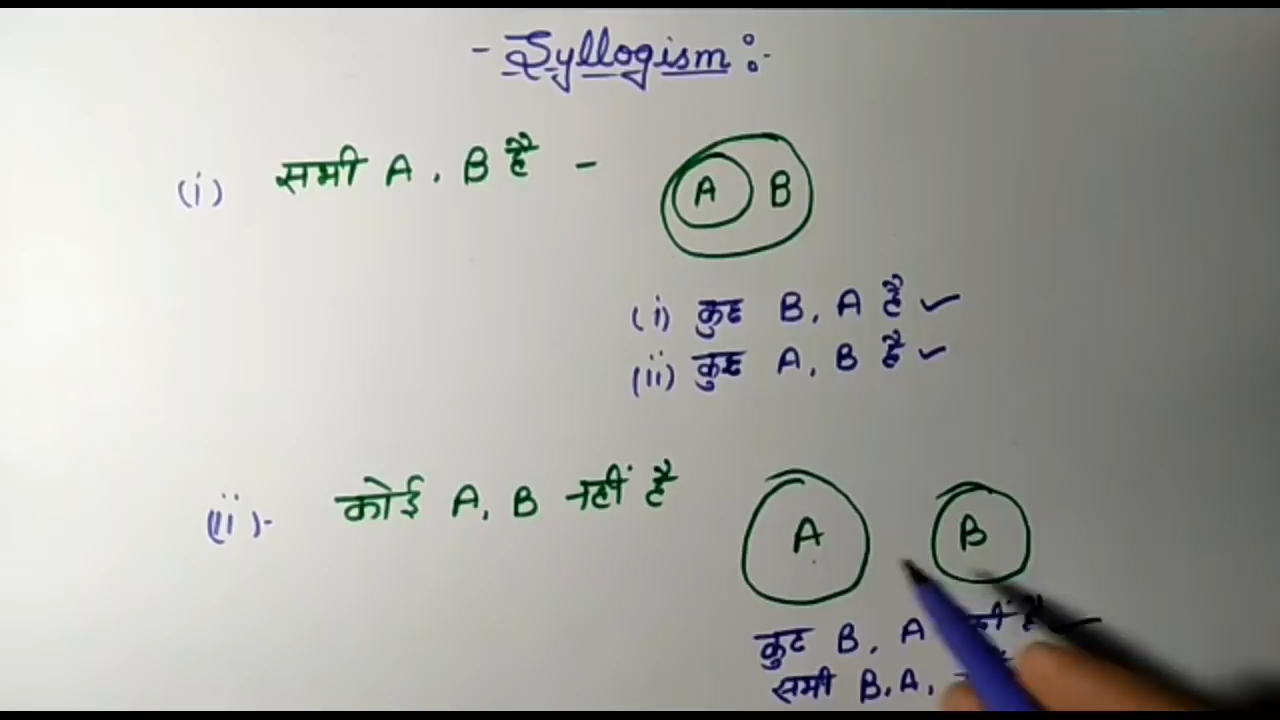 - Syllogism :-
(i) सभी A, B है - A B
(i) कुछ B, A है ✓
(ii) कुछ A, B है ✓
(ii)- कोई A, B नहीं है
A B
कुछ B, A
सभी B, A,